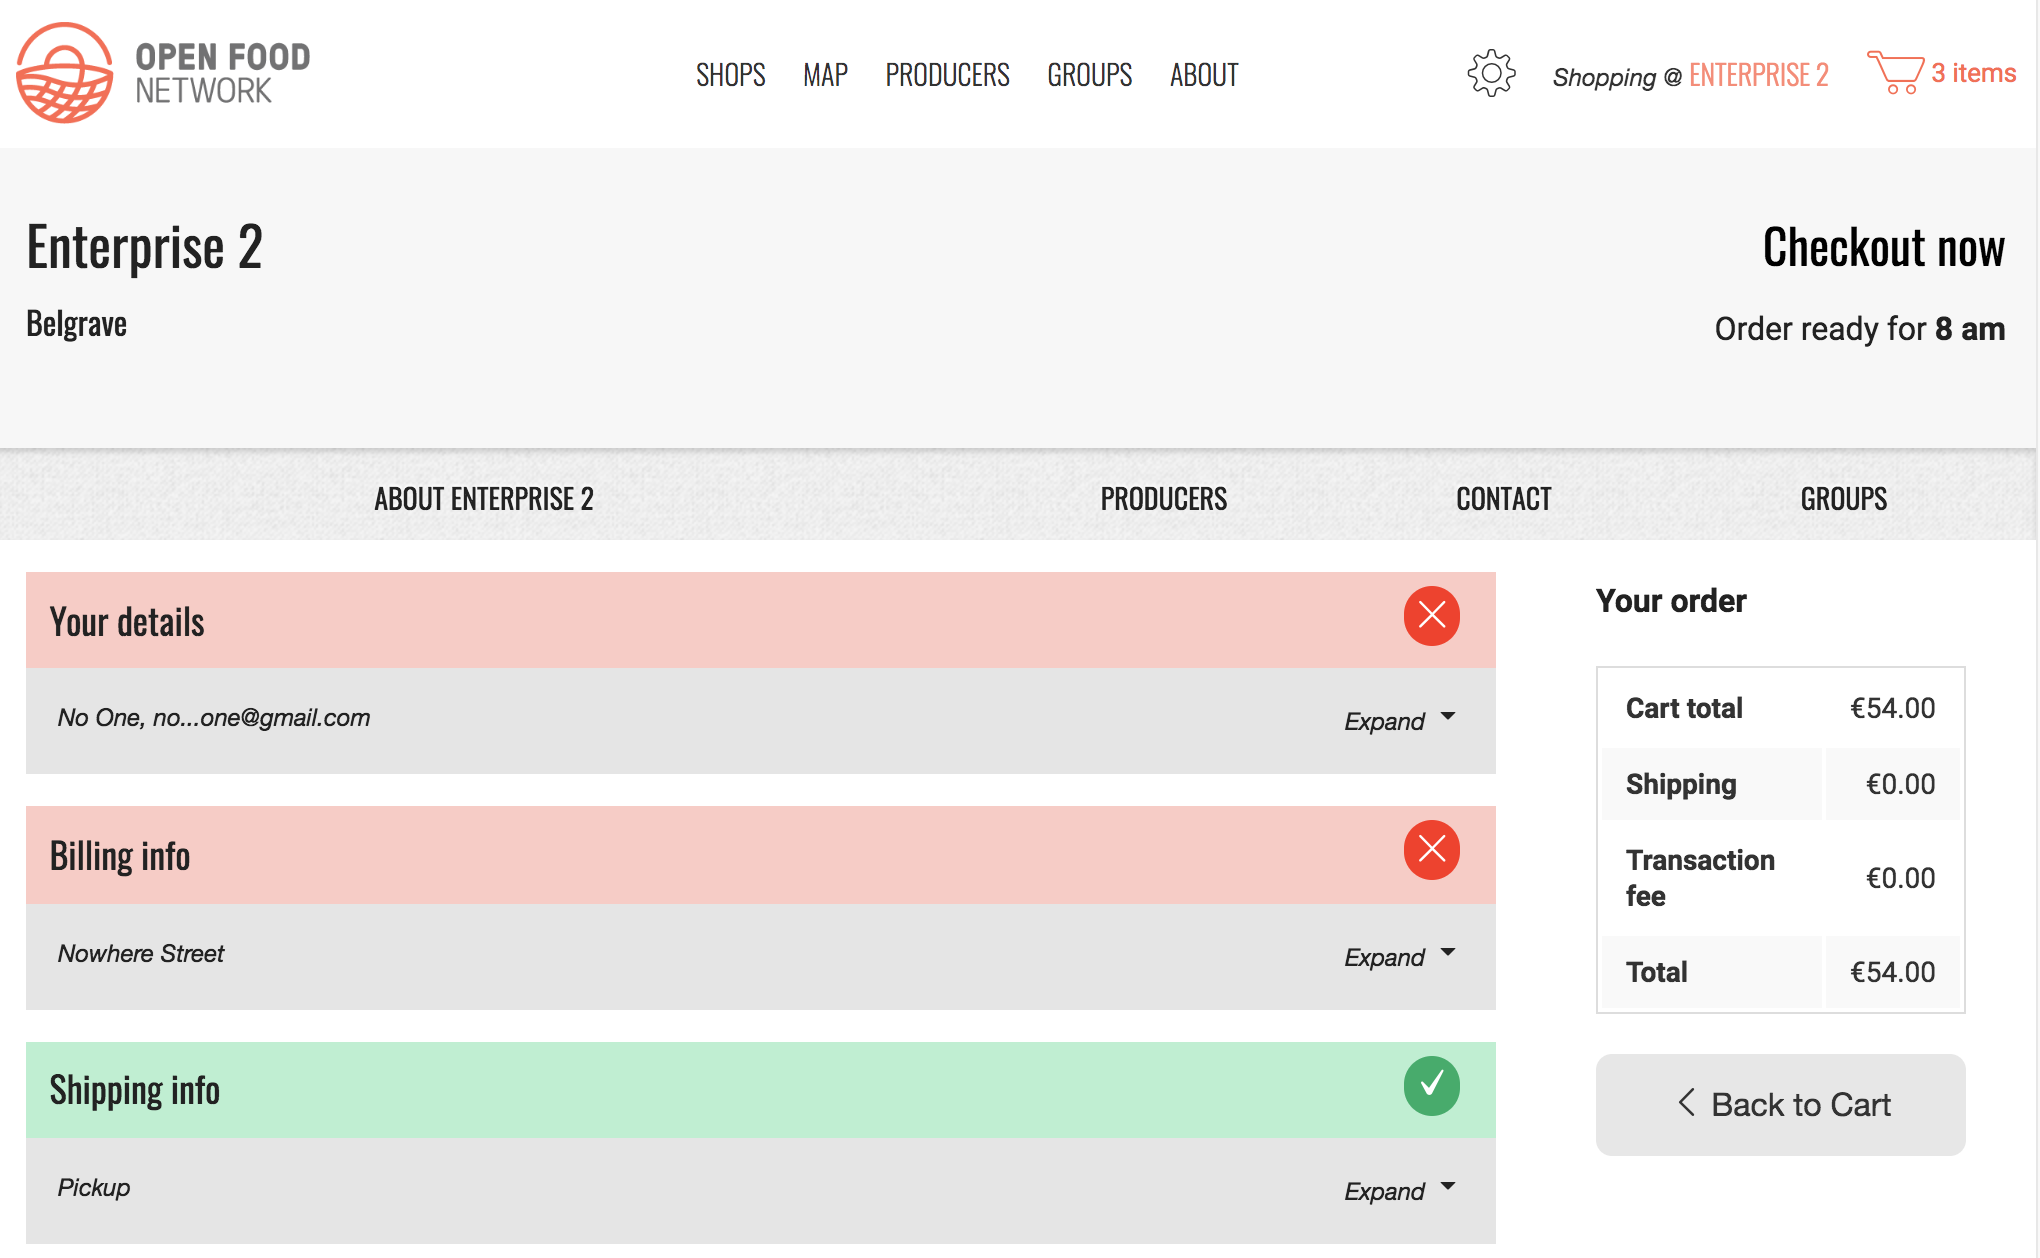 OPEN FOOD
NETWORK
SHOPS MAP PRODUCERS GROUPS ABOUT
Shopping @ ENTERPRISE 2
3 items
Enterprise 2
Belgrave
Checkout now
Order ready for 8 am
ABOUT ENTERPRISE 2 PRODUCERS CONTACT GROUPS
Your details
No One, no...one@gmail.com
Expand
Billing info
Nowhere Street
Expand
Shipping info
Pickup
Expand
Your order
Cart total €54.00
Shipping €0.00
Transaction
fee €0.00
Total €54.00
Back to Cart